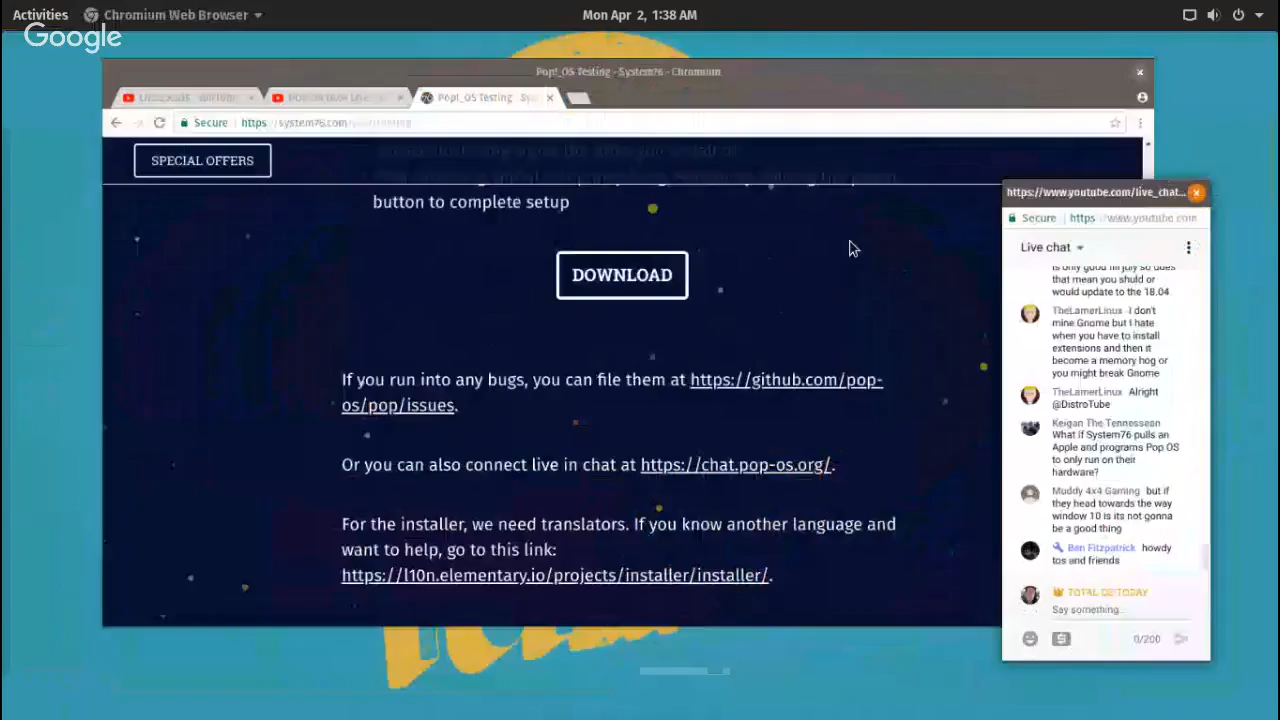 Activities
Chromium Web Browser
Mon Apr 2, 1:38 AM
Google
Pop!_OS Testing - System76 - Chromium
Pop!_OS Testing - Sys
Secure https://system76.com
SPECIAL OFFERS
button to complete setup
DOWNLOAD
If you run into any bugs, you can file them at https://github.com/pop-
os/pop/issues.
Or you can also connect live in chat at https://chat.pop-os.org/.
For the installer, we need translators. If you know another language and
want to help, go to this link:
https://l10n.elementary.io/projects/installer/installer/.
https://www.youtube.com/live_chat...
Secure https://www.youtube.com
Live chat
is only good till july so does
that mean you shuld or
would update to the 18.04
TheLamerLinux I don't
mine Gnome but I hate
when you have to install
extensions and then it
become a memory hog or
you might break Gnome
TheLamerLinux Alright
@DistroTube
Keigan The Tennessean
What if System76 pulls an
Apple and programs Pop OS
to only run on their
hardware?
Muddy 4x4 Gaming but if
they head towards the way
window 10 is its not gonna
be a good thing
Ben Fitzpatrick howdy
tos and friends
TOTAL OS TODAY
Say something...
0/200